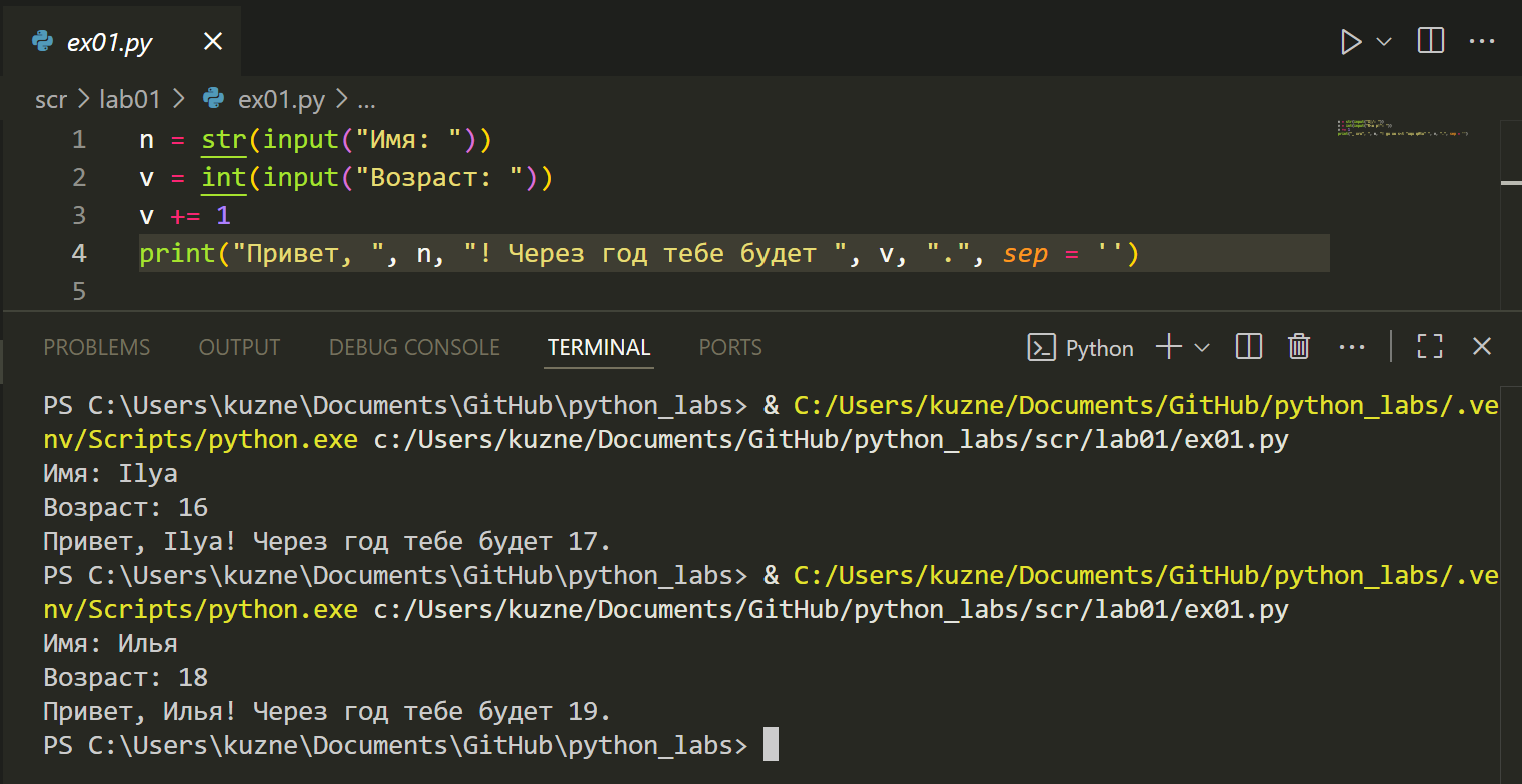 ex01.py
scr > lab01 > ex01.py > ...
1 n = str(input("Имя: "))
2 v = int(input("Возраст: "))
3 v += 1
4 print("Привет, ", n, "! Через год тебе будет ", v, ".", sep = '')
5
PROBLEMS OUTPUT DEBUG CONSOLE TERMINAL PORTS Python
PS C:\Users\kuzne\Documents\GitHub\python_labs> & C:/Users/kuzne/Documents/GitHub/python_labs/.ve
nv/Scripts/python.exe c:/Users/kuzne/Documents/GitHub/python_labs/scr/lab01/ex01.py
Имя: Ilya
Возраст: 16
Привет, Ilya! Через год тебе будет 17.
PS C:\Users\kuzne\Documents\GitHub\python_labs> & C:/Users/kuzne/Documents/GitHub/python_labs/.ve
nv/Scripts/python.exe c:/Users/kuzne/Documents/GitHub/python_labs/scr/lab01/ex01.py
Имя: Илья
Возраст: 18
Привет, Илья! Через год тебе будет 19.
PS C:\Users\kuzne\Documents\GitHub\python_labs>